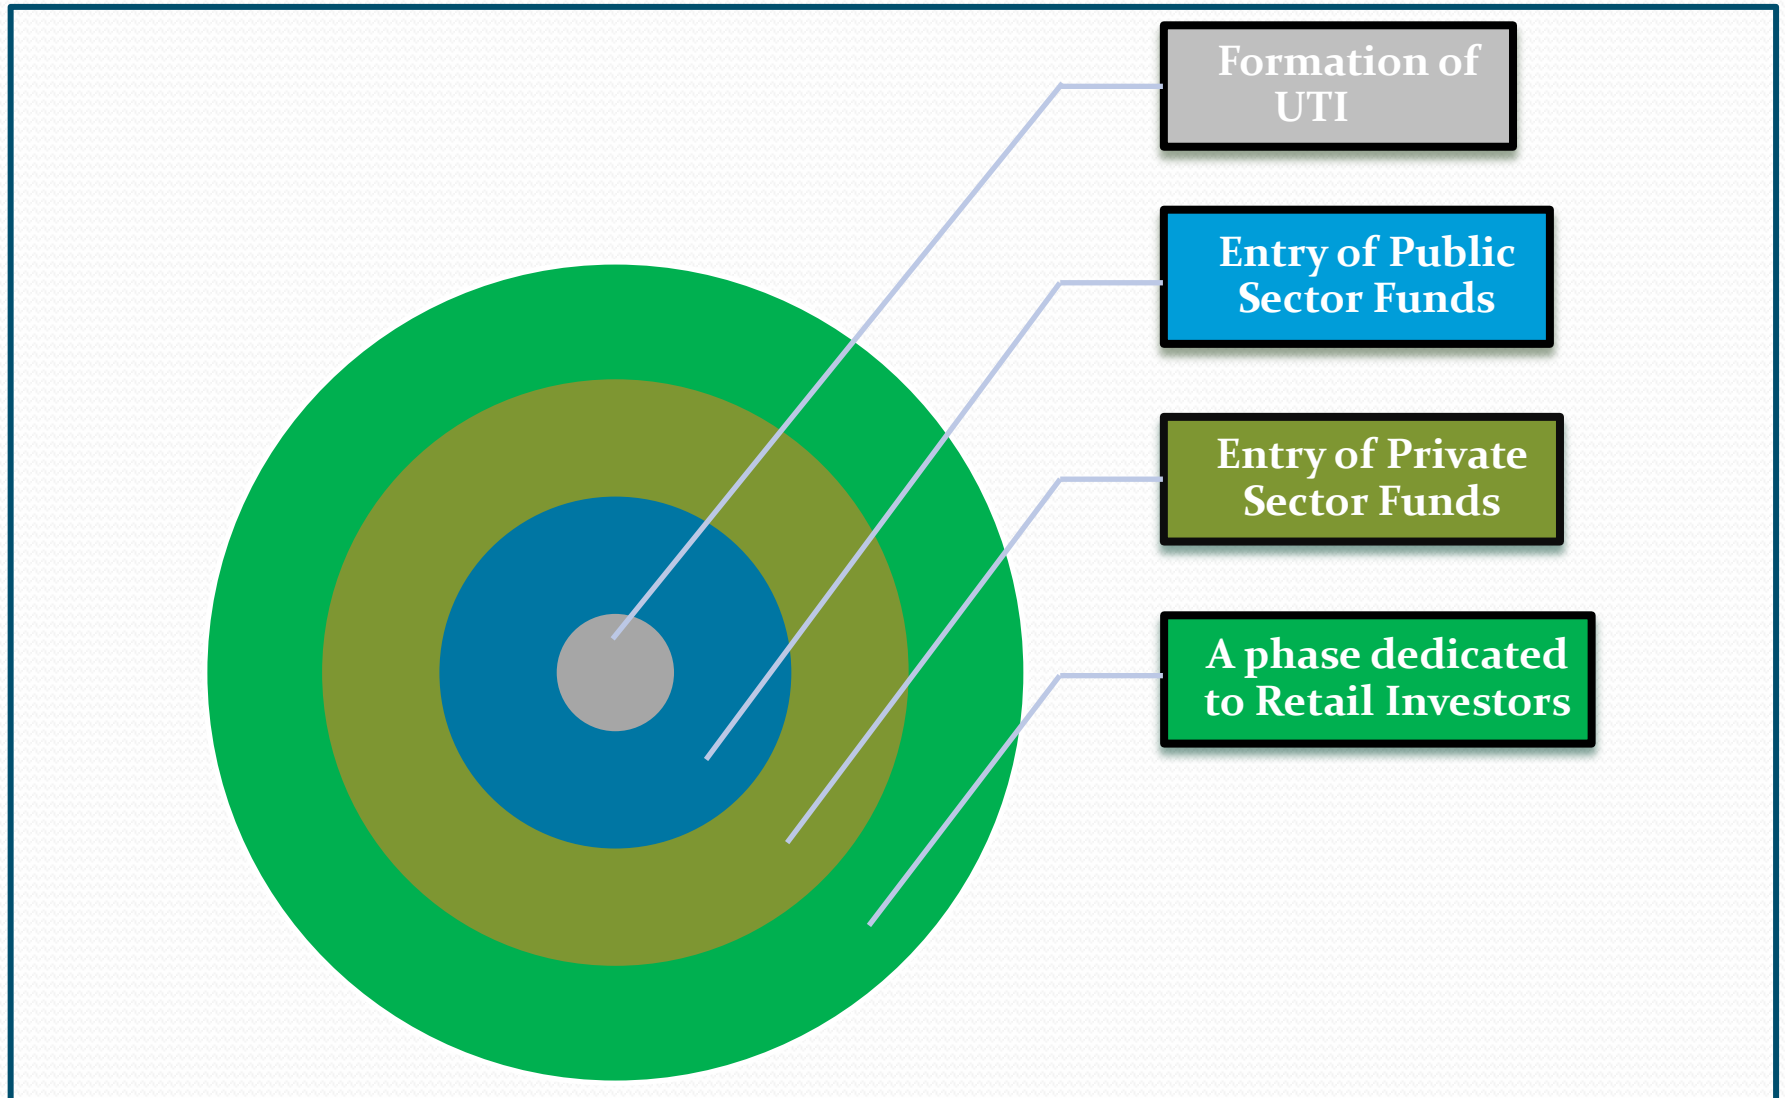 Formation of
UTI
Entry of Public
Sector Funds
Entry of Private
Sector Funds
A phase dedicated
to Retail Investors